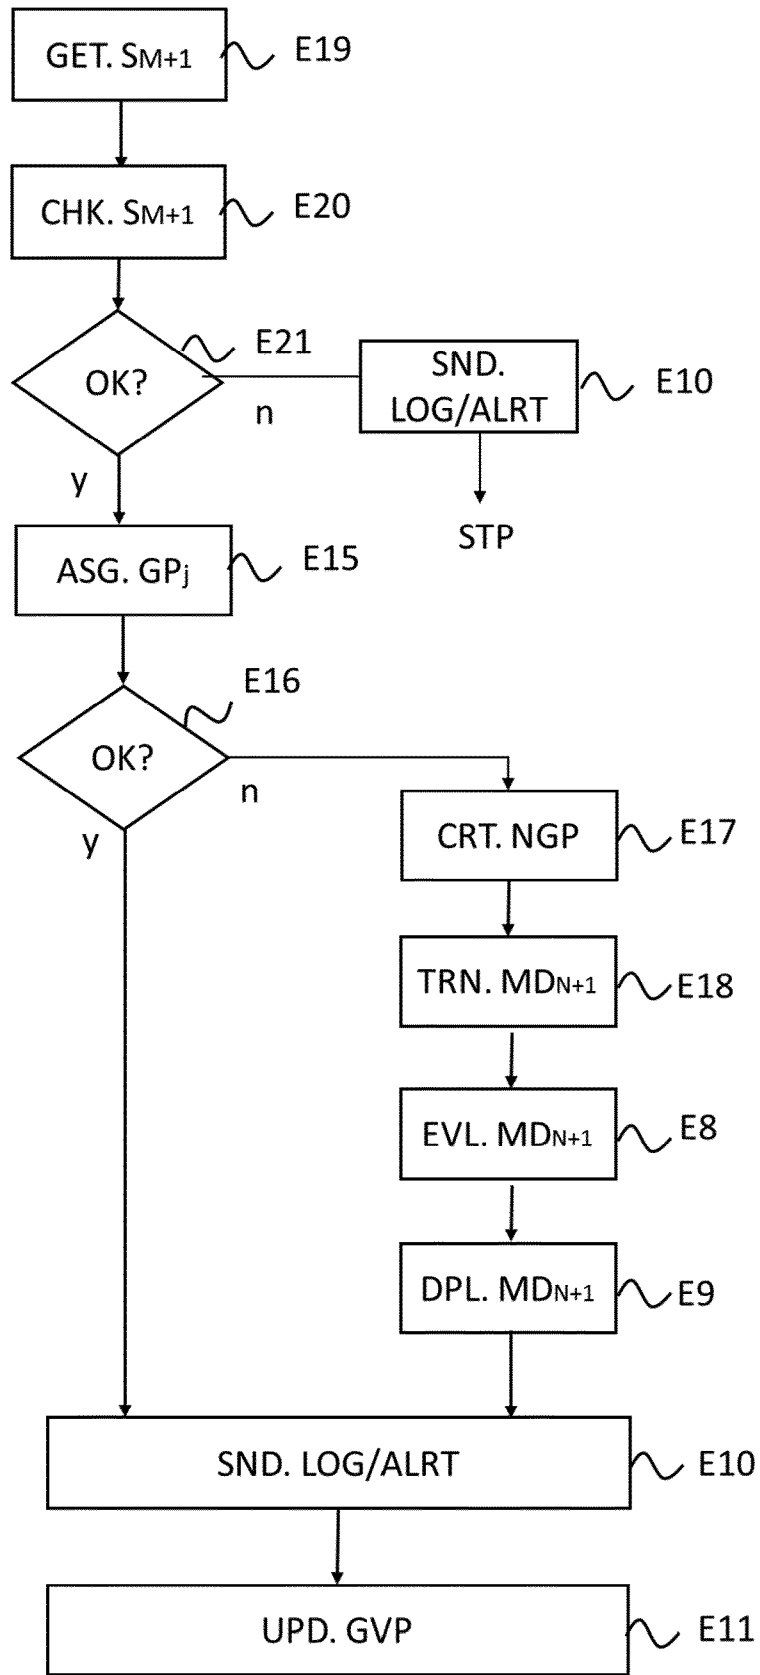 GET. SM+1
E19
CHK. SM+1
E20
E21
OK?
n
SND.
LOG/ALRT
E10
y
STP
ASG. GPj
E15
E16
OK?
n
y
CRT. NGP
E17
TRN. MDN+1
E18
EVL. MDN+1
E8
DPL. MDN+1
E9
SND. LOG/ALRT
E10
UPD. GVP
E11